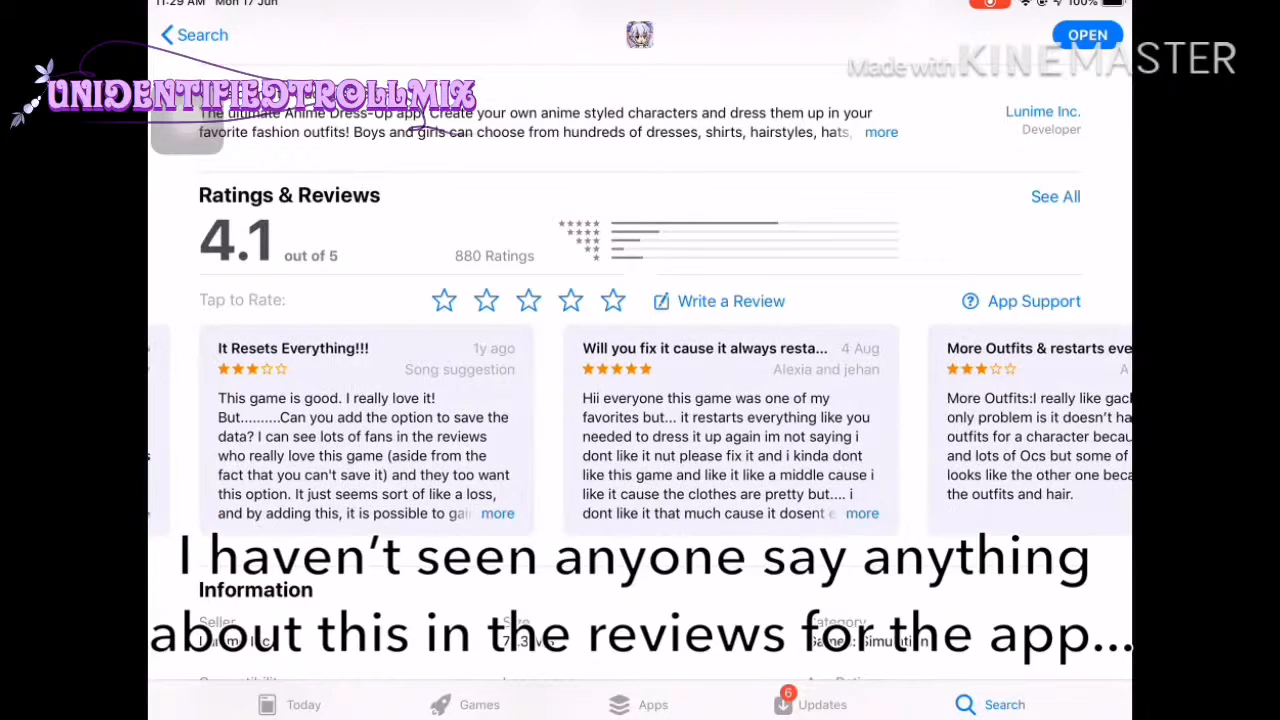 11:29 AM Mon 17 Jun
100%
Search
OPEN
Made with KINEMASTER
UNIDENTIFIEDTROLLMIX
The ultimate Anime Dress-Up app! Create your own anime styled characters and dress them up in your
favorite fashion outfits! Boys and girls can choose from hundreds of dresses, shirts, hairstyles, hats, more
Lunime Inc.
Developer
Ratings & Reviews
See All
4.1 out of 5
880 Ratings
Tap to Rate:
Write a Review
App Support
It Resets Everything!!!
1y ago
Song suggestion
This game is good. I really love it!
But..........Can you add the option to save the
data? I can see lots of fans in the reviews
who really love this game (aside from the
fact that you can't save it) and they too want
this option. It just seems sort of like a loss,
and by adding this, it is possible to gai more
Will you fix it cause it always resta...
4 Aug
Alexia and jehan
Hii everyone this game was one of my
favorites but... it restarts everything like you
needed to dress it up again im not saying i
dont like it nut please fix it and i kinda dont
like this game and like it like a middle cause i
like it cause the clothes are pretty but.... i
dont like it that much cause it dosent more
More Outfits & restarts eve
A
More Outfits:I really like gac
only problem is it doesn't ha
outfits for a character becau
and lots of Ocs but some of
looks like the other one beca
the outfits and hair.
I haven't seen anyone say anything
about this in the reviews for the app...
Information
Seller
Size
Category
Games: Simulation
Today
Games
Apps
6
Updates
Search